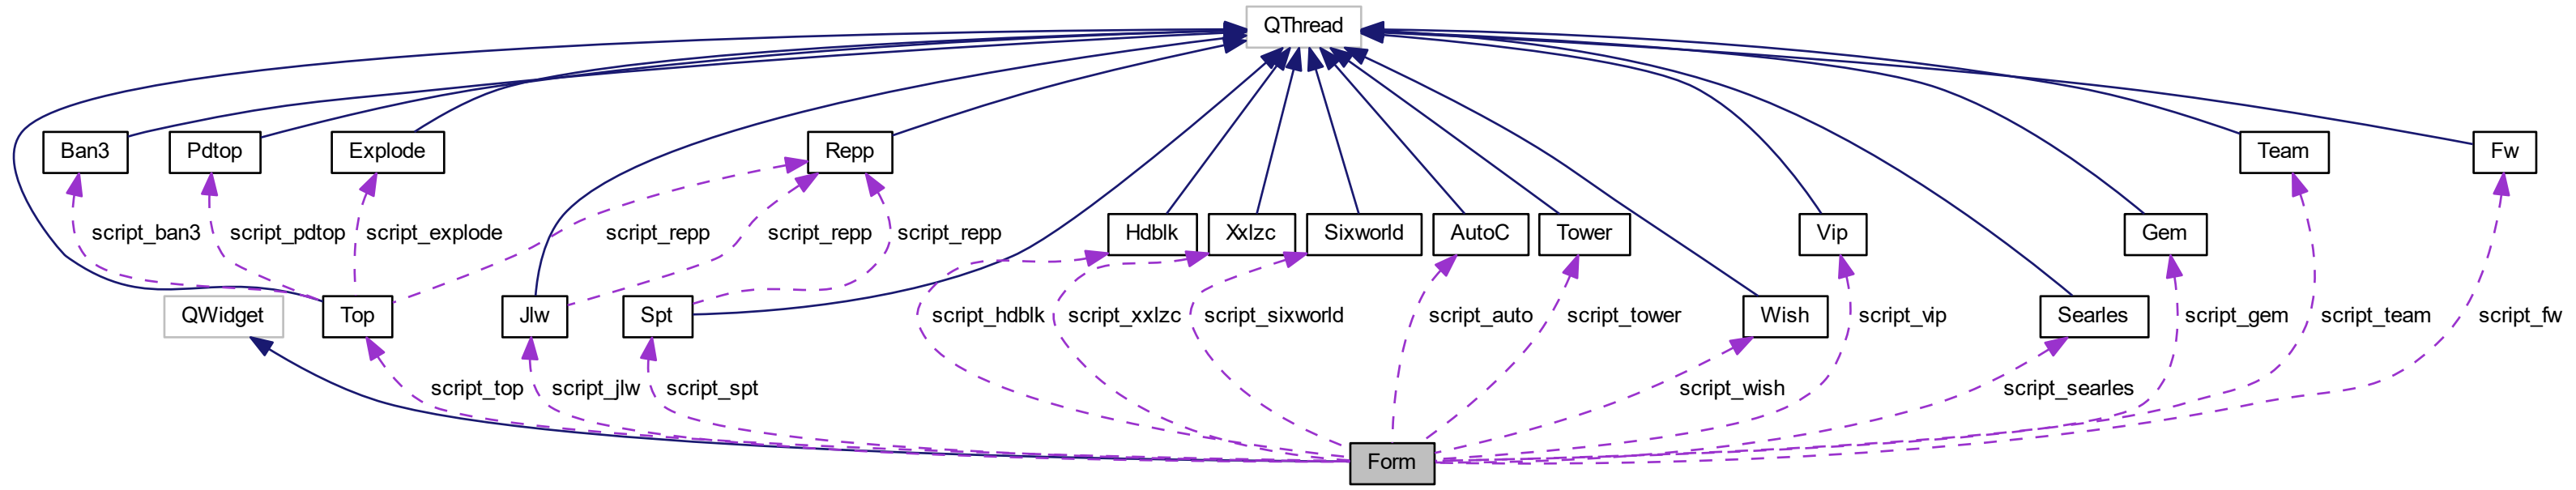 QThread
Ban3
Pdtop
Explode
Repp
Team
Fw
script_ban3
script_pdtop
script_explode
script_repp
script_repp
script_repp
Hdblk
Xxlzc
Sixworld
AutoC
Tower
Vip
Gem
QWidget
Top
Jlw
Spt
script_hdblk
script_xxlzc
script_sixworld
script_auto
script_tower
Wish
script_vip
Searles
script_gem
script_team
script_fw
script_top
script_jlw
script_spt
script_wish
script_searles
Form